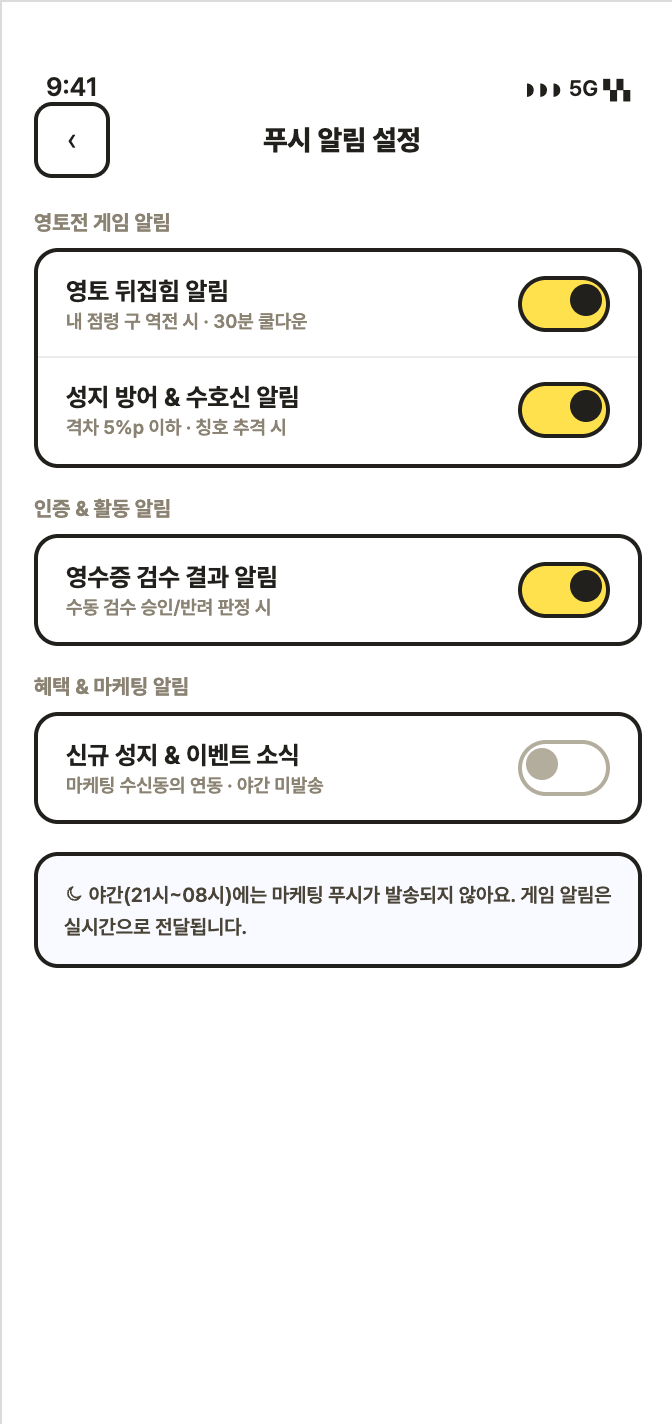 9:41
5G
푸시 알림 설정
영토전 게임 알림
영토 뒤집힘 알림
내 점령 구 역전 시 · 30분 쿨다운
성지 방어 & 수호신 알림
격차 5%p 이하 · 칭호 추격 시
인증 & 활동 알림
영수증 검수 결과 알림
수동 검수 승인/반려 판정 시
혜택 & 마케팅 알림
신규 성지 & 이벤트 소식
마케팅 수신동의 연동 · 야간 미발송
야간(21시~08시)에는 마케팅 푸시가 발송되지 않아요. 게임 알림은
실시간으로 전달됩니다.